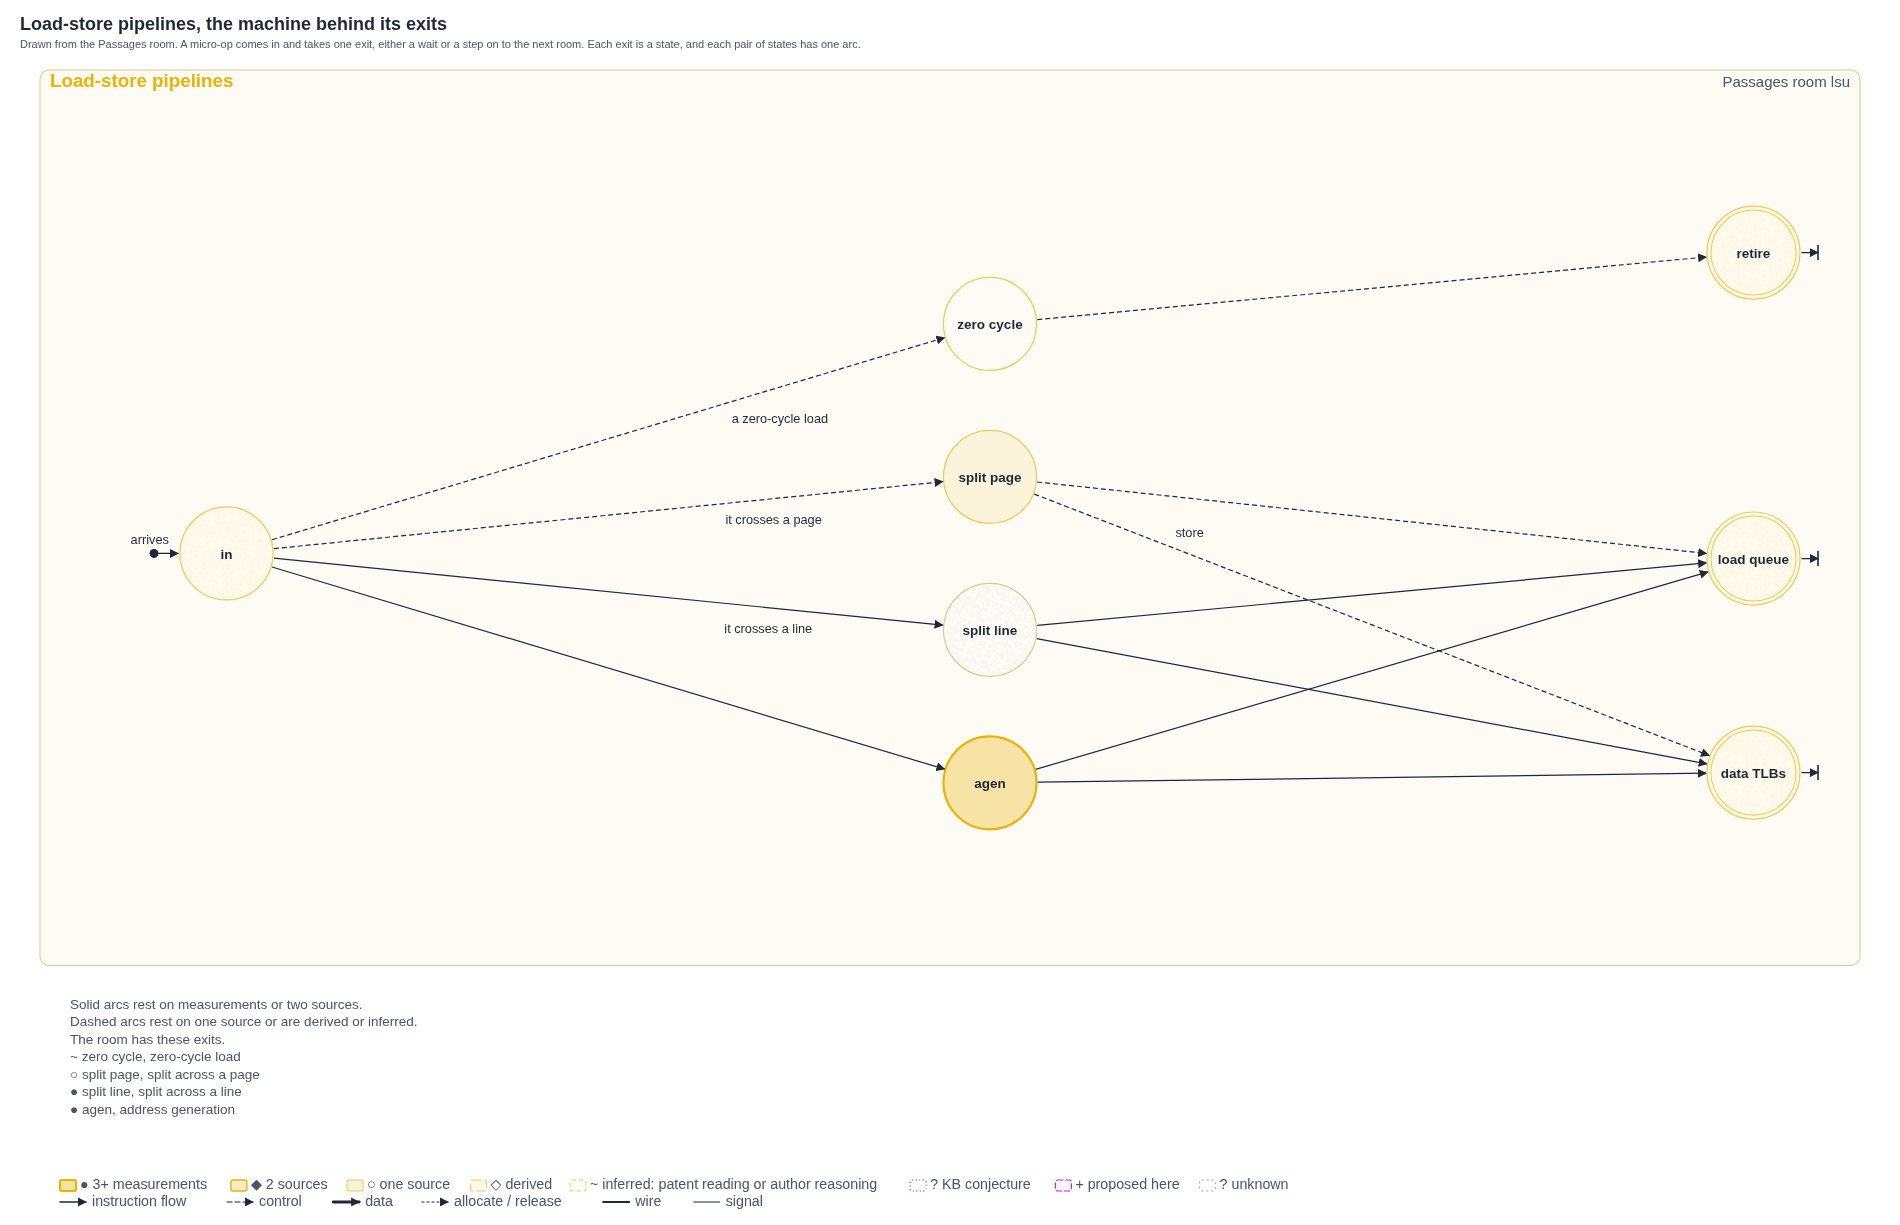 Load-store pipelines, the machine behind its exits
Drawn from the Passages room. A micro-op comes in and takes one exit, either a wait or a step on to the next room. Each exit is a state, and each pair of states has one arc.
Load-store pipelines
Passages room lsu
retire
zero cycle
a zero-cycle load
split page
it crosses a page
store
arrives
in
load queue
split line
it crosses a line
data TLBs
agen
Solid arcs rest on measurements or two sources.
Dashed arcs rest on one source or are derived or inferred.
The room has these exits.
~ zero cycle, zero-cycle load
○ split page, split across a page
● split line, split across a line
● agen, address generation
● 3+ measurements ◆ 2 sources ○ one source ◇ derived ~ inferred: patent reading or author reasoning ? KB conjecture + proposed here ? unknown
instruction flow control data allocate / release wire signal